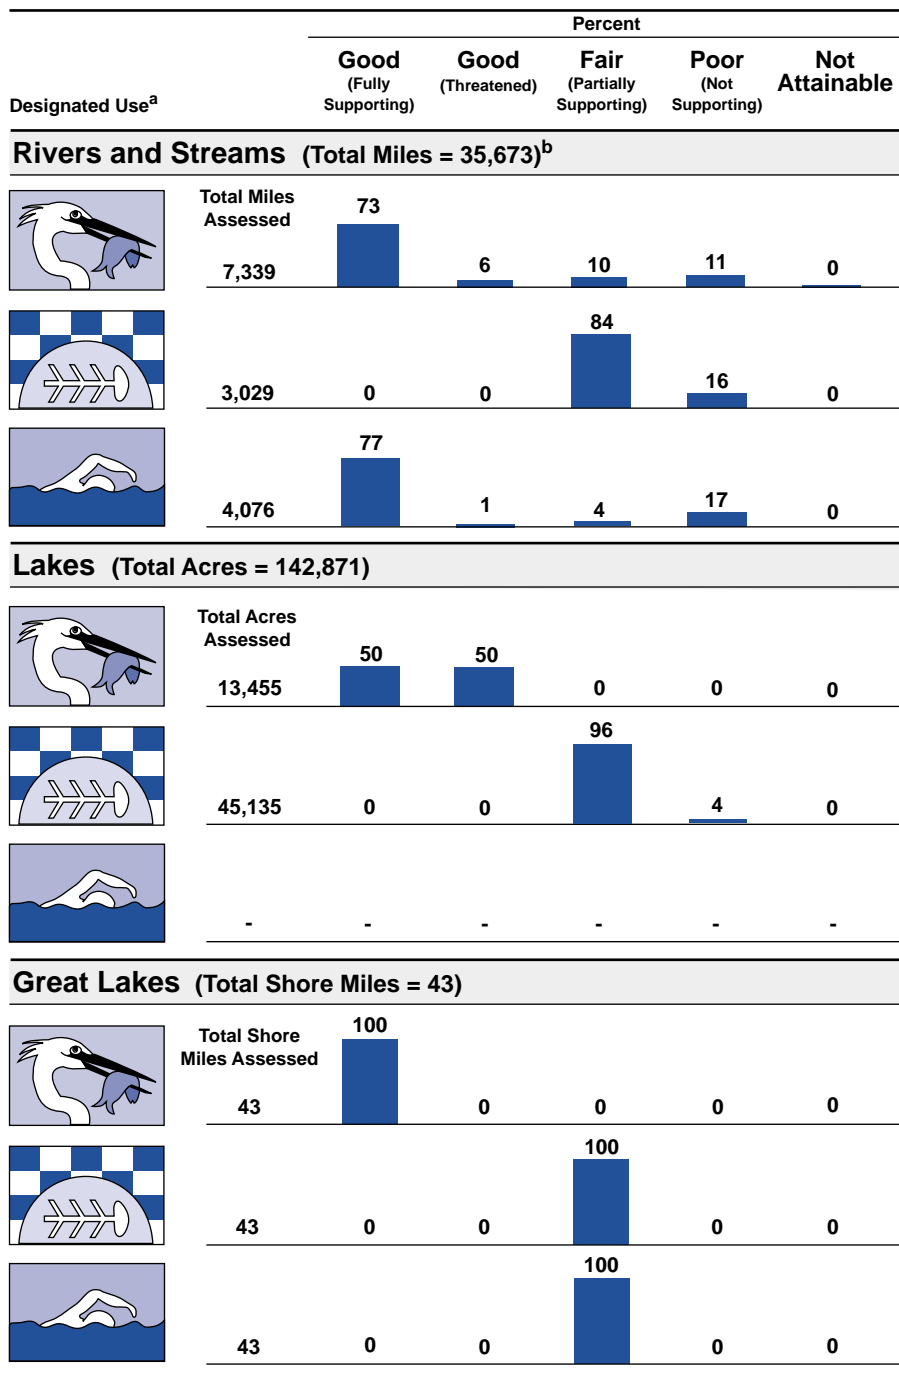 Percent
Good Good Fair Poor Not
(Fully (Threatened) (Partially (Not Attainable
Designated Useᵃ Supporting) Supporting) Supporting)
Rivers and Streams (Total Miles = 35,673)ᵇ
Total Miles
Assessed
73 6 10 11 0
7,339
84 16
3,029 0 0 0
77 1 4 17 0
4,076
Lakes (Total Acres = 142,871)
Total Acres
Assessed
50 50
13,455 0 0 0
96
45,135 0 0 4 0
- - - - - -
Great Lakes (Total Shore Miles = 43)
Total Shore
Miles Assessed
100
43 0 0 0 0
100
43 0 0 0 0
100
43 0 0 0 0